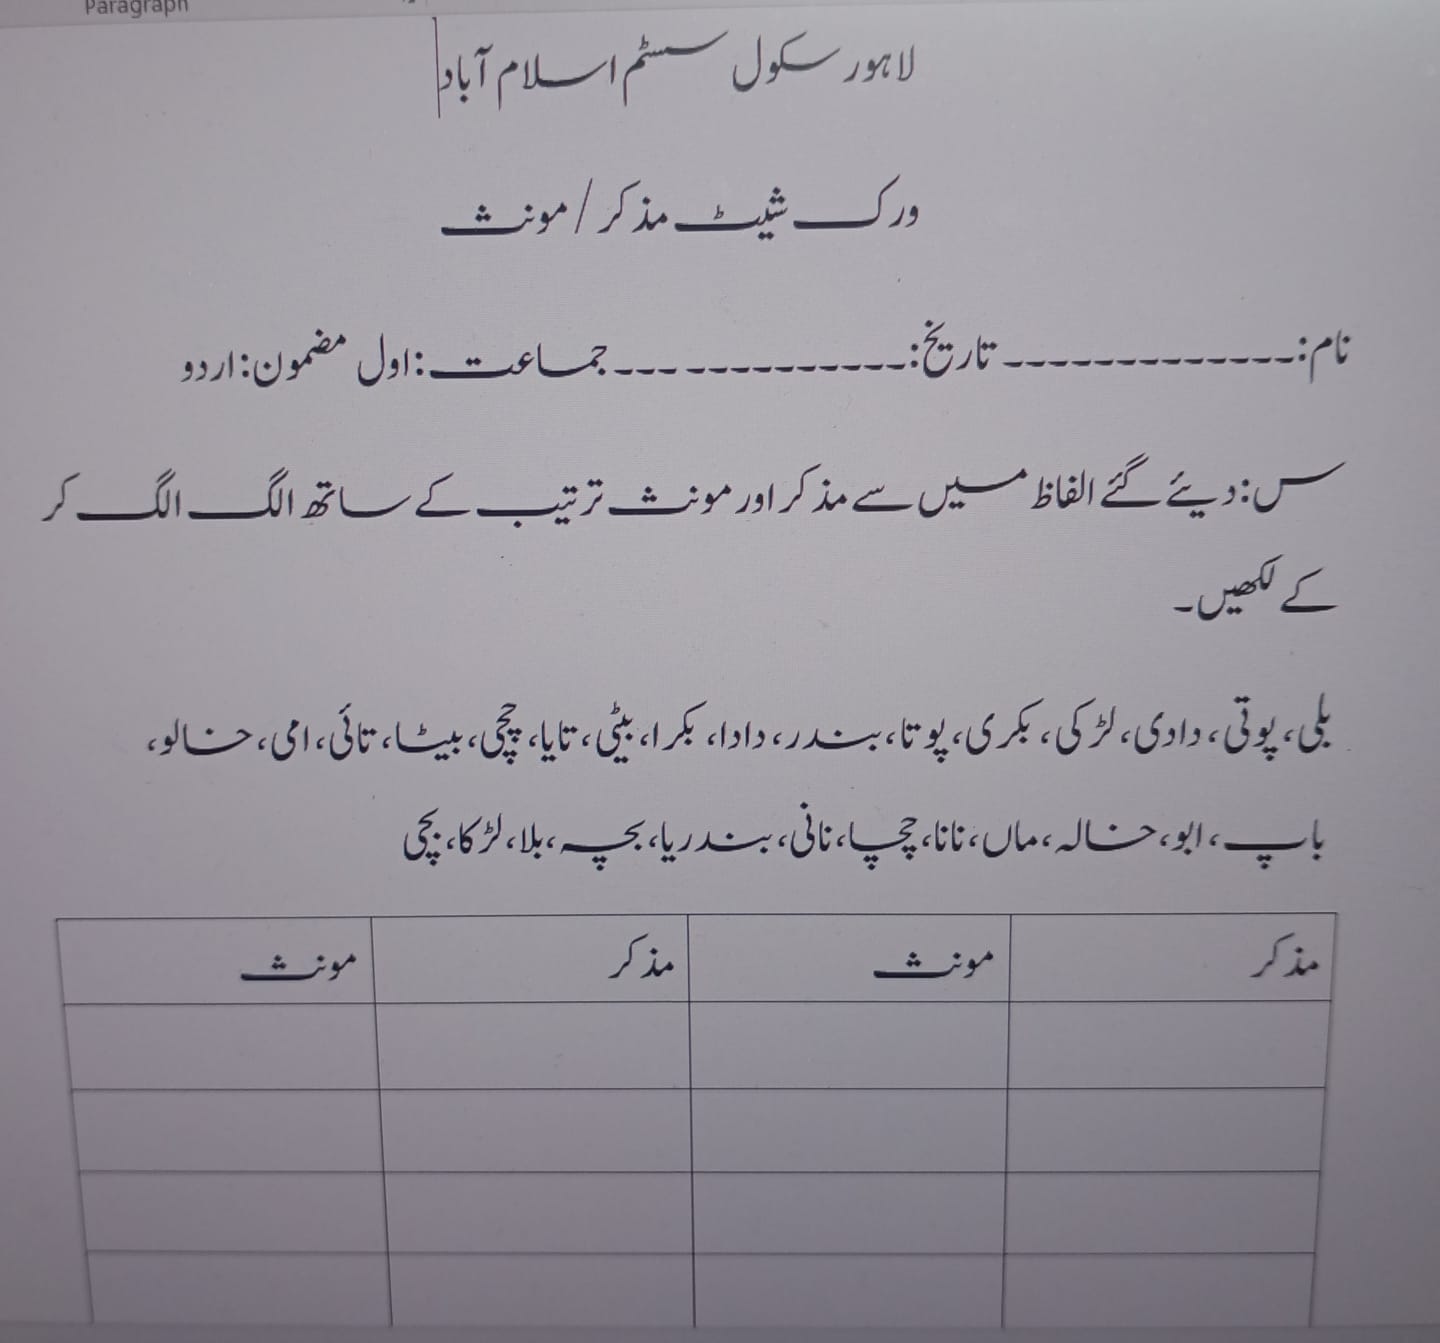 Paragraph
لاہور سکول سسٹم اسلام آباد
ورک شیٹ مذکر/مونث
نام:_____________ تاریخ:_____________ جماعت:اول مضمون:اردو
س:دیئے گئے الفاظ میں سے مذکر اور مونث ترتیب کے ساتھ الگ الگ کر
کے لکھیں۔
بلی، پوتی، دادی، لڑکی، بکری، پوتا، بندر، دادا، بکرا، بیٹی، تایا، چچی، بیٹا، تائی، امی، خالو،
باپ، ابو، خالہ، ماں، نانا، چچا، نانی، بندریا، بچہ، بلا، لڑکا، بچی
مذکر مونث مذکر مونث